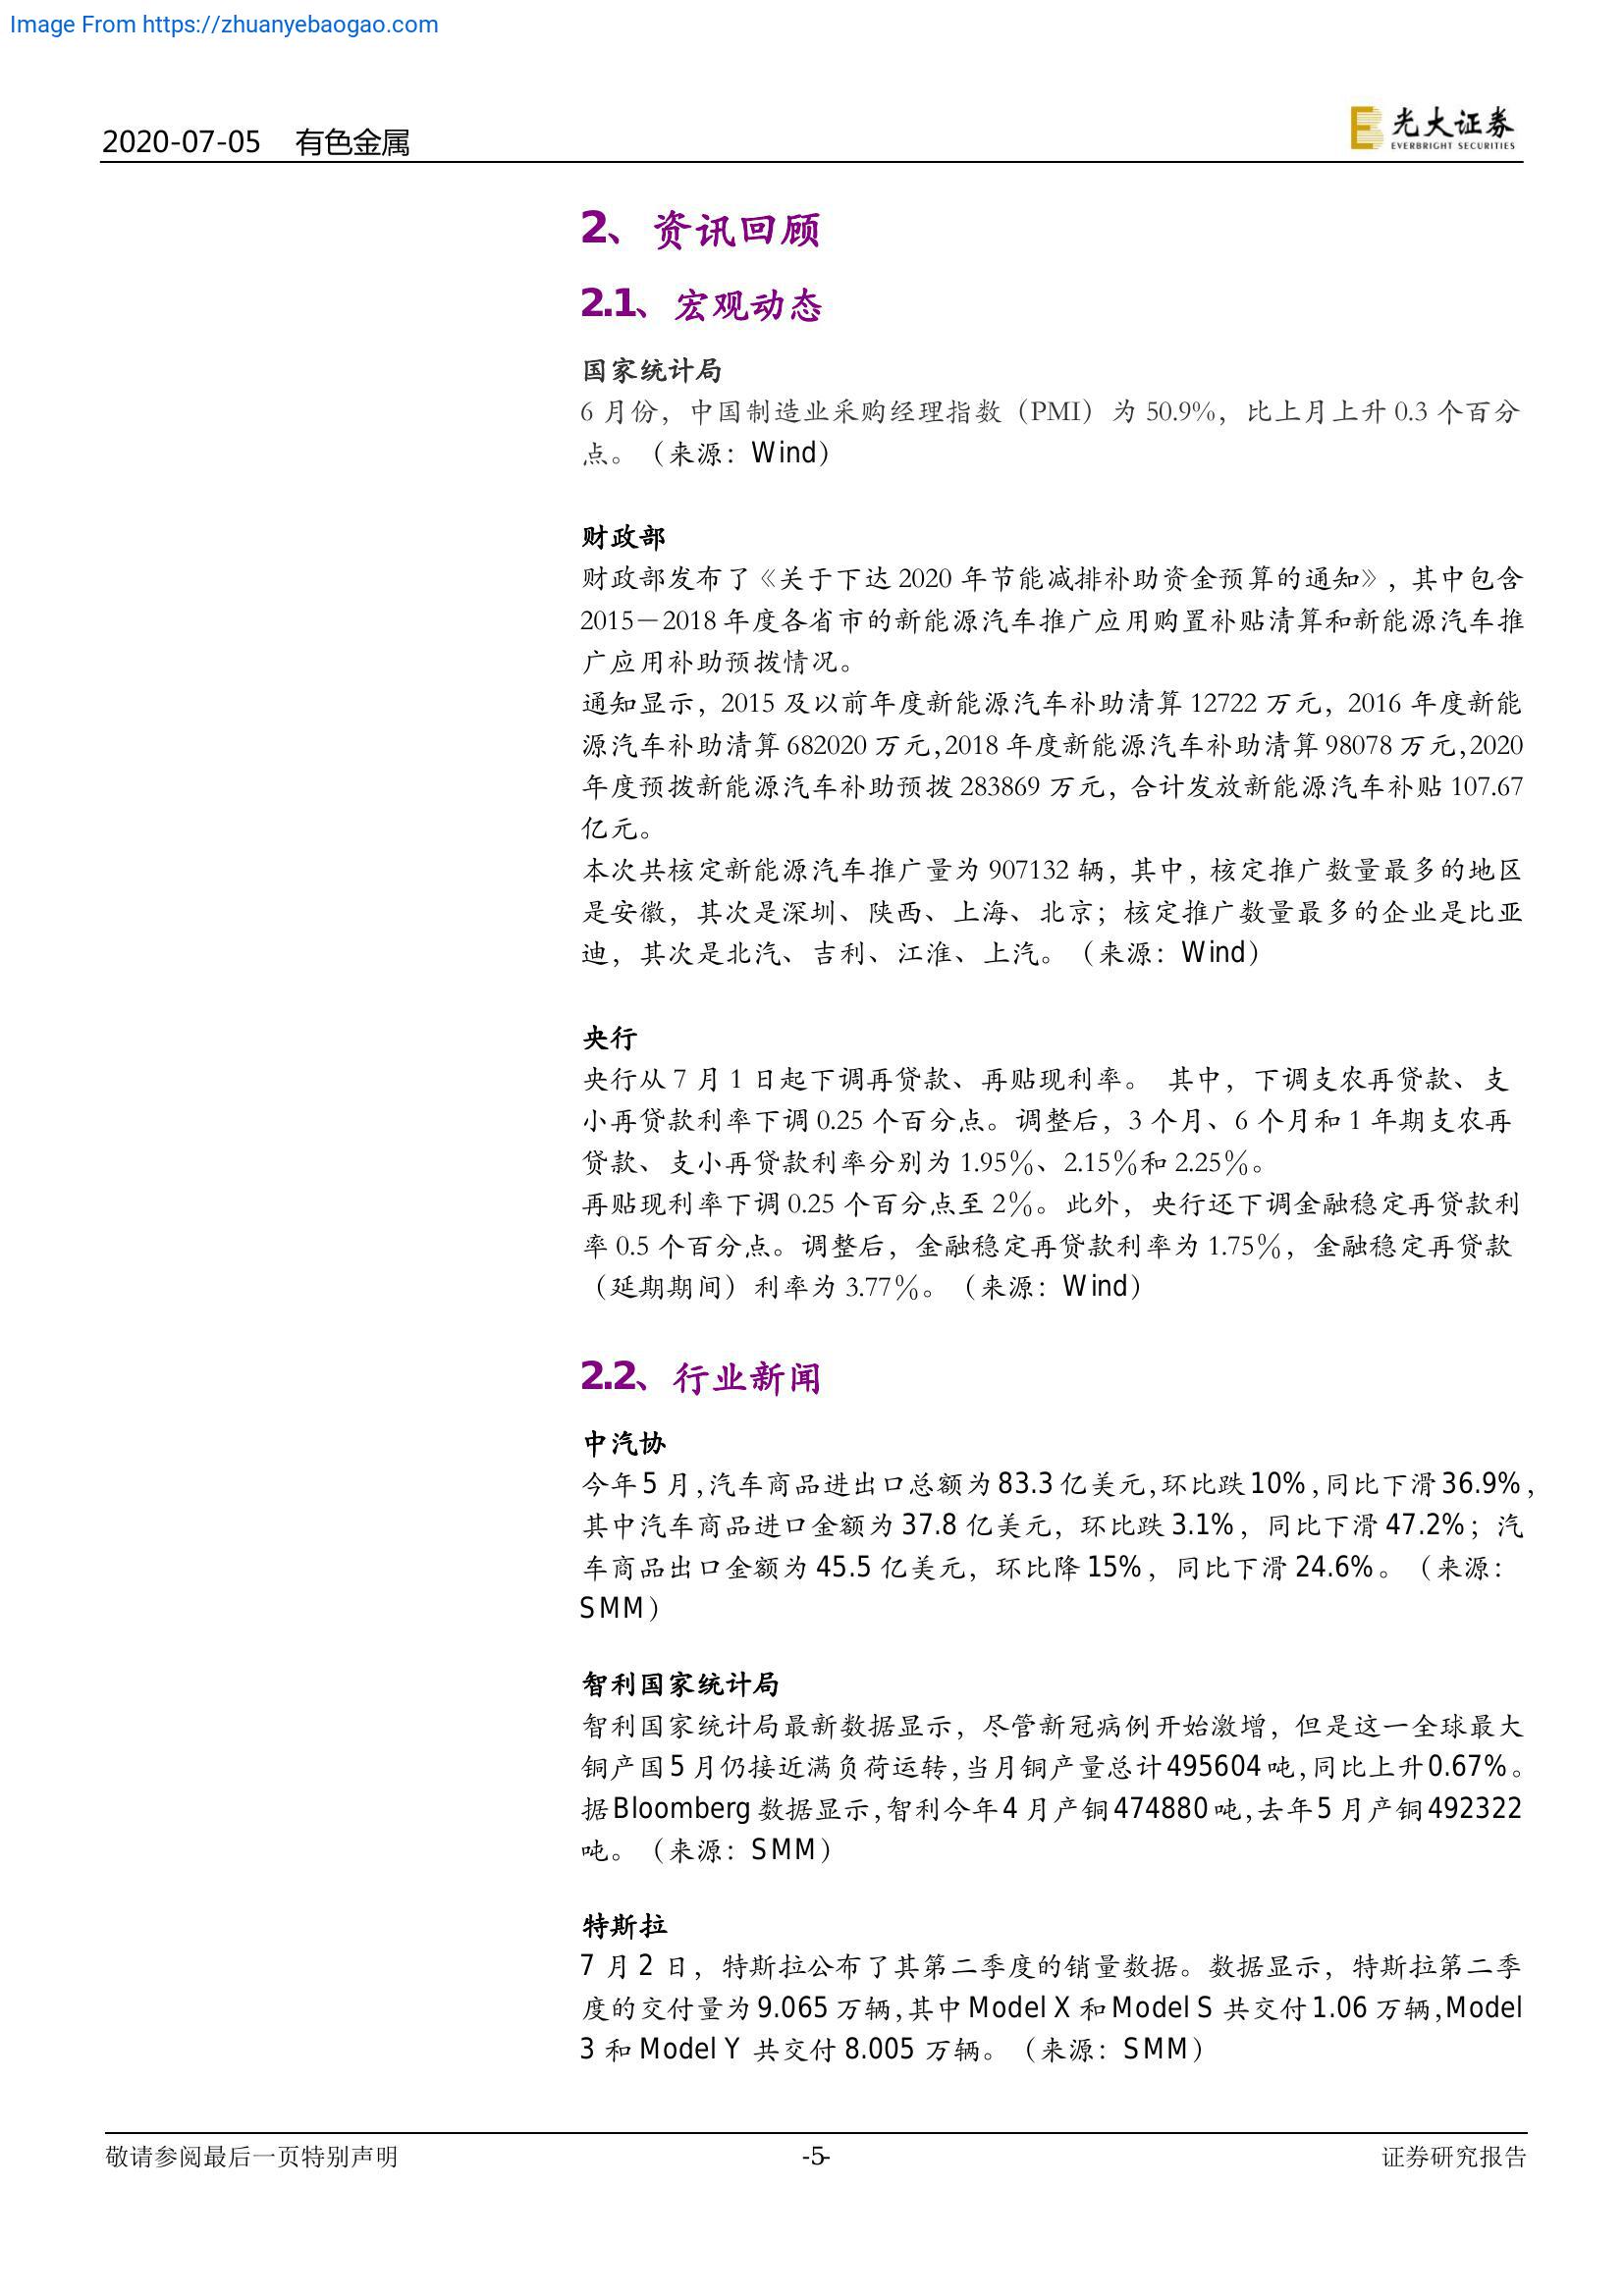 Image From https://zhuanyebaogao.com
2020-07-05 有色金属
光大证券
EVERBRIGHT SECURITIES
2、资讯回顾
2.1、宏观动态
国家统计局
6 月份，中国制造业采购经理指数（PMI）为 50.9%，比上月上升 0.3 个百分
点。（来源：Wind）
财政部
财政部发布了《关于下达 2020 年节能减排补助资金预算的通知》，其中包含
2015－2018 年度各省市的新能源汽车推广应用购置补贴清算和新能源汽车推
广应用补助预拨情况。
通知显示，2015 及以前年度新能源汽车补助清算 12722 万元，2016 年度新能
源汽车补助清算 682020 万元，2018 年度新能源汽车补助清算 98078 万元，2020
年度预拨新能源汽车补助预拨 283869 万元，合计发放新能源汽车补贴 107.67
亿元。
本次共核定新能源汽车推广量为 907132 辆，其中，核定推广数量最多的地区
是安徽，其次是深圳、陕西、上海、北京；核定推广数量最多的企业是比亚
迪，其次是北汽、吉利、江淮、上汽。（来源：Wind）
央行
央行从 7 月 1 日起下调再贷款、再贴现利率。 其中，下调支农再贷款、支
小再贷款利率下调 0.25 个百分点。调整后，3 个月、6 个月和 1 年期支农再
贷款、支小再贷款利率分别为 1.95％、2.15％和 2.25％。
再贴现利率下调 0.25 个百分点至 2％。此外，央行还下调金融稳定再贷款利
率 0.5 个百分点。调整后，金融稳定再贷款利率为 1.75％，金融稳定再贷款
（延期期间）利率为 3.77％。（来源：Wind）
2.2、行业新闻
中汽协
今年 5 月，汽车商品进出口总额为 83.3 亿美元，环比跌 10%，同比下滑 36.9%，
其中汽车商品进口金额为 37.8 亿美元，环比跌 3.1%，同比下滑 47.2%；汽
车商品出口金额为 45.5 亿美元，环比降 15%，同比下滑 24.6%。（来源：
SMM）
智利国家统计局
智利国家统计局最新数据显示，尽管新冠病例开始激增，但是这一全球最大
铜产国 5 月仍接近满负荷运转，当月铜产量总计 495604 吨，同比上升 0.67%。
据 Bloomberg 数据显示，智利今年 4 月产铜 474880 吨，去年 5 月产铜 492322
吨。（来源：SMM）
特斯拉
7 月 2 日，特斯拉公布了其第二季度的销量数据。数据显示，特斯拉第二季
度的交付量为 9.065 万辆，其中 Model X 和 Model S 共交付 1.06 万辆，Model
3 和 Model Y 共交付 8.005 万辆。（来源：SMM）
敬请参阅最后一页特别声明 -5- 证券研究报告